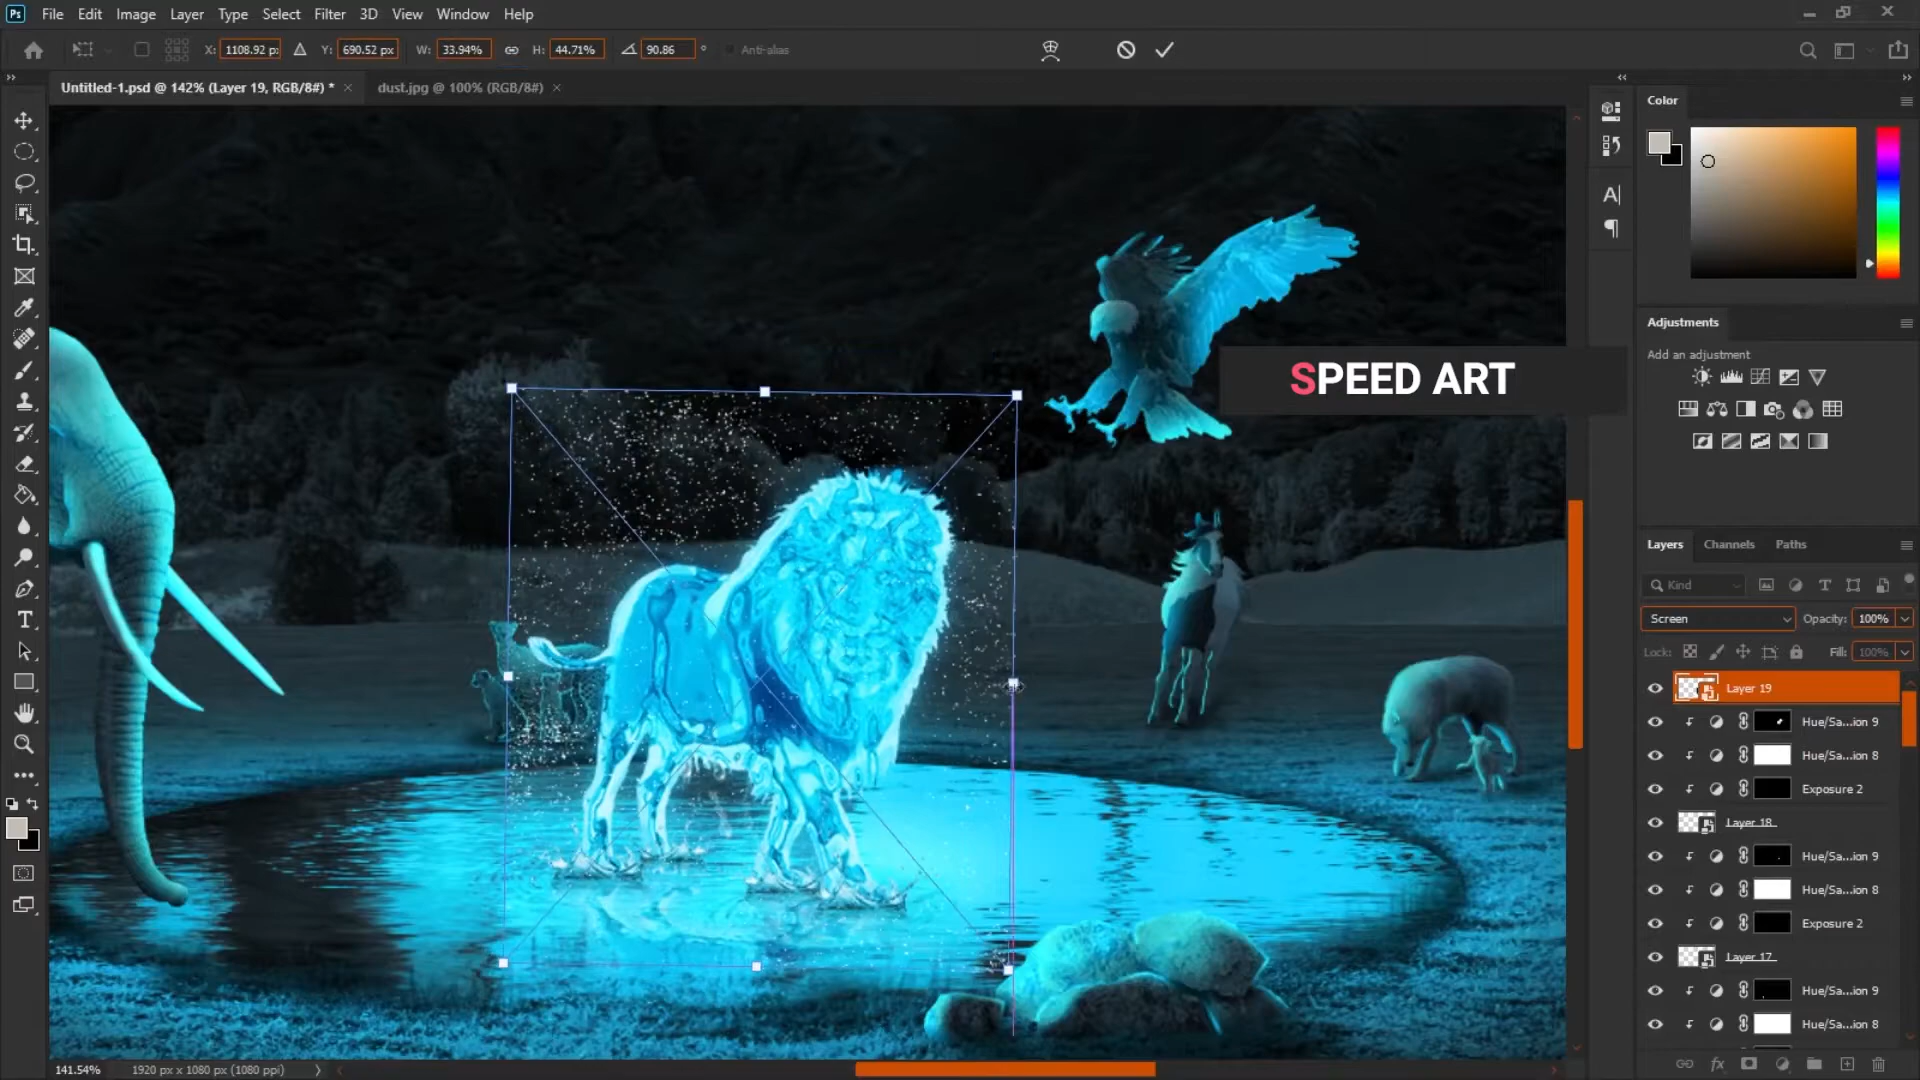 Ps File Edit Image Layer Type Select Filter 3D View Window Help
X: 1108.92 p Y: 690.52 px W: 33.94% H: 44.71% 90.86 ° Anti-alias
Untitled-1.psd @ 142% (Layer 19, RGB/8#) * × dust.jpg @ 100% (RGB/8#) ×
Color
Adjustments
Add an adjustment
SPEED ART
Layers Channels Paths
Kind
Screen Opacity: 100%
Lock: Fill: 100%
Layer 19
Hue/Sa...ion 9
Hue/Sa...ion 8
Exposure 2
Layer 18
Hue/Sa...ion 9
Hue/Sa...ion 8
Exposure 2
Layer 17
Hue/Sa...ion 9
Hue/Sa...ion 8
141.54% 1920 px x 1080 px (1080 ppi)
fx